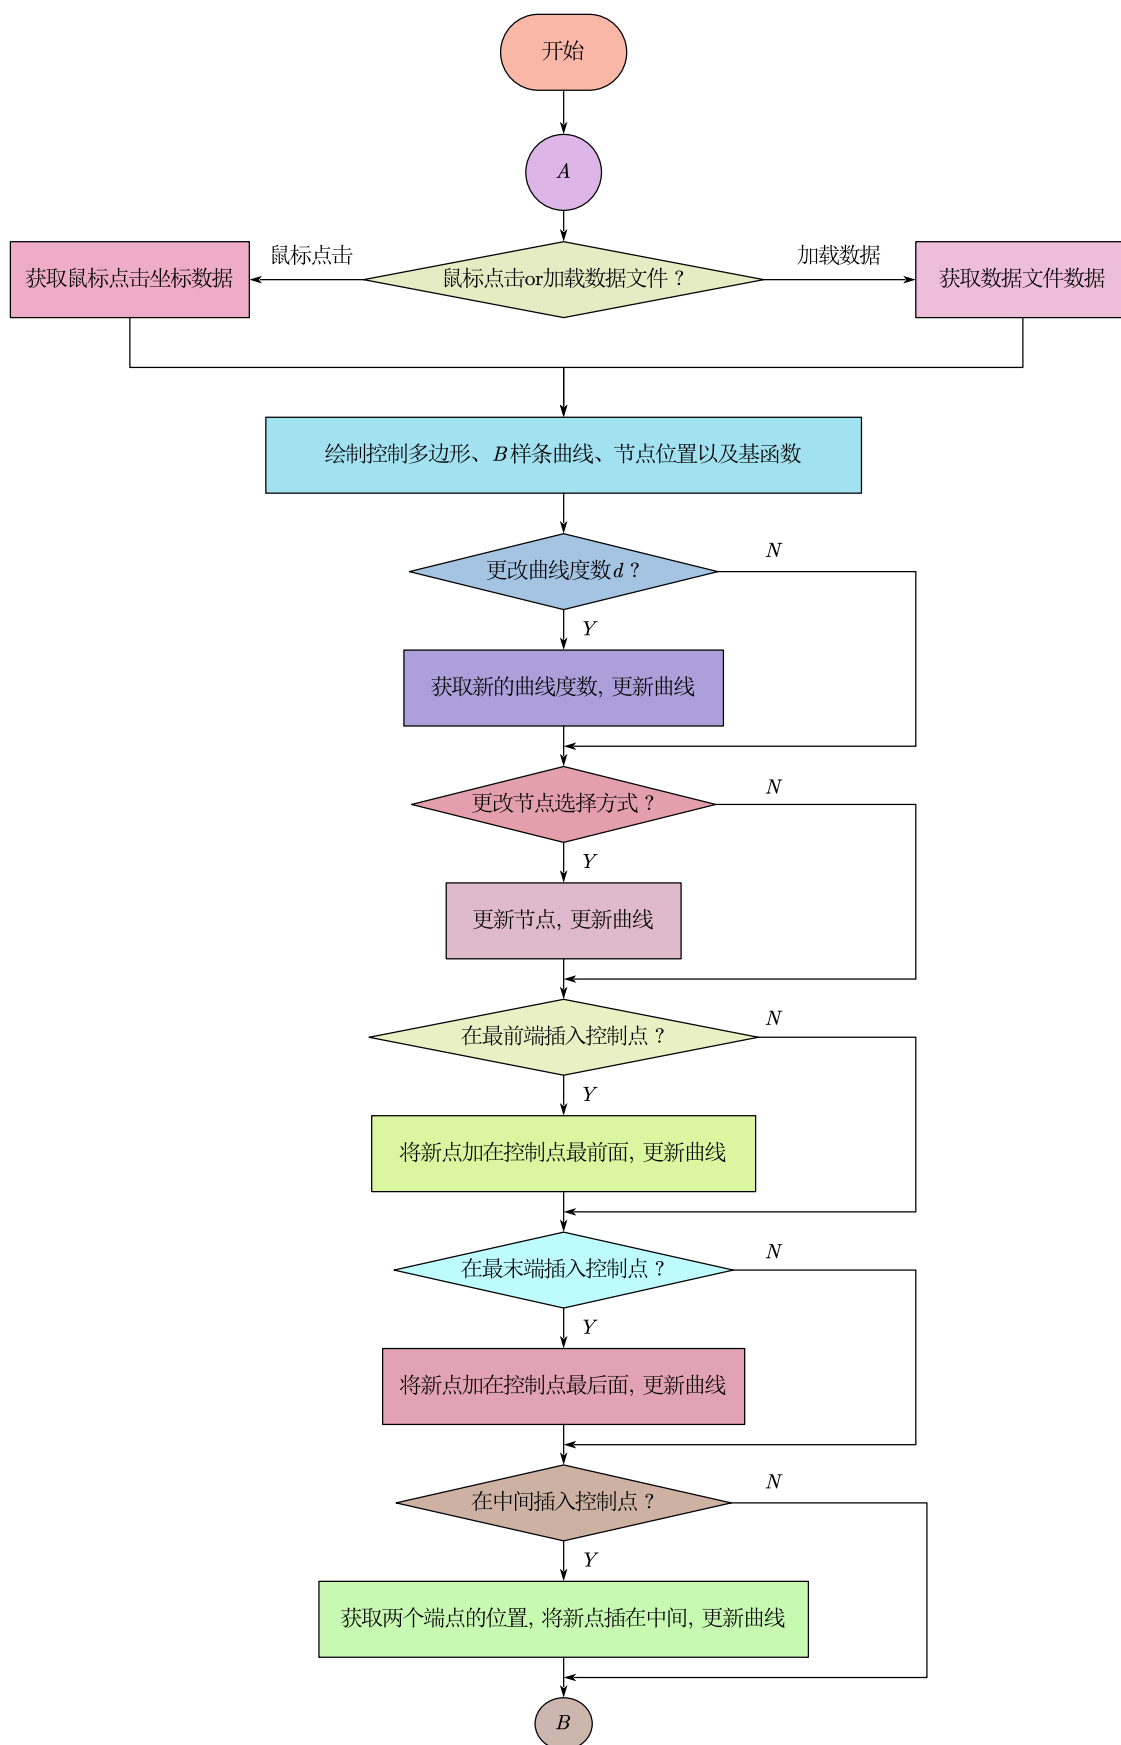 开始
A
鼠标点击
加载数据
获取鼠标点击坐标数据
鼠标点击or加载数据文件？
获取数据文件数据
绘制控制多边形、B样条曲线、节点位置以及基函数
N
更改曲线度数d？
Y
获取新的曲线度数, 更新曲线
N
更改节点选择方式？
Y
更新节点, 更新曲线
N
在最前端插入控制点？
Y
将新点加在控制点最前面, 更新曲线
N
在最末端插入控制点？
Y
将新点加在控制点最后面, 更新曲线
N
在中间插入控制点？
Y
获取两个端点的位置, 将新点插在中间, 更新曲线
B